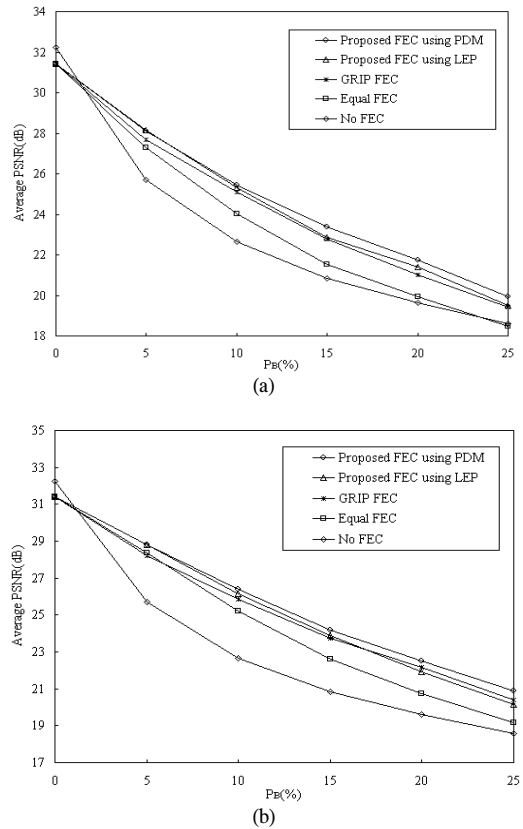 34
32
30
28
26
24
22
20
18
Average PSNR(dB)
Proposed FEC using PDM
Proposed FEC using LEP
GRIP FEC
Equal FEC
No FEC
0 5 10 15 20 25
PB(%)
(a)
35
33
31
29
27
25
23
21
19
17
Average PSNR(dB)
Proposed FEC using PDM
Proposed FEC using LEP
GRIP FEC
Equal FEC
No FEC
0 5 10 15 20 25
PB(%)
(b)